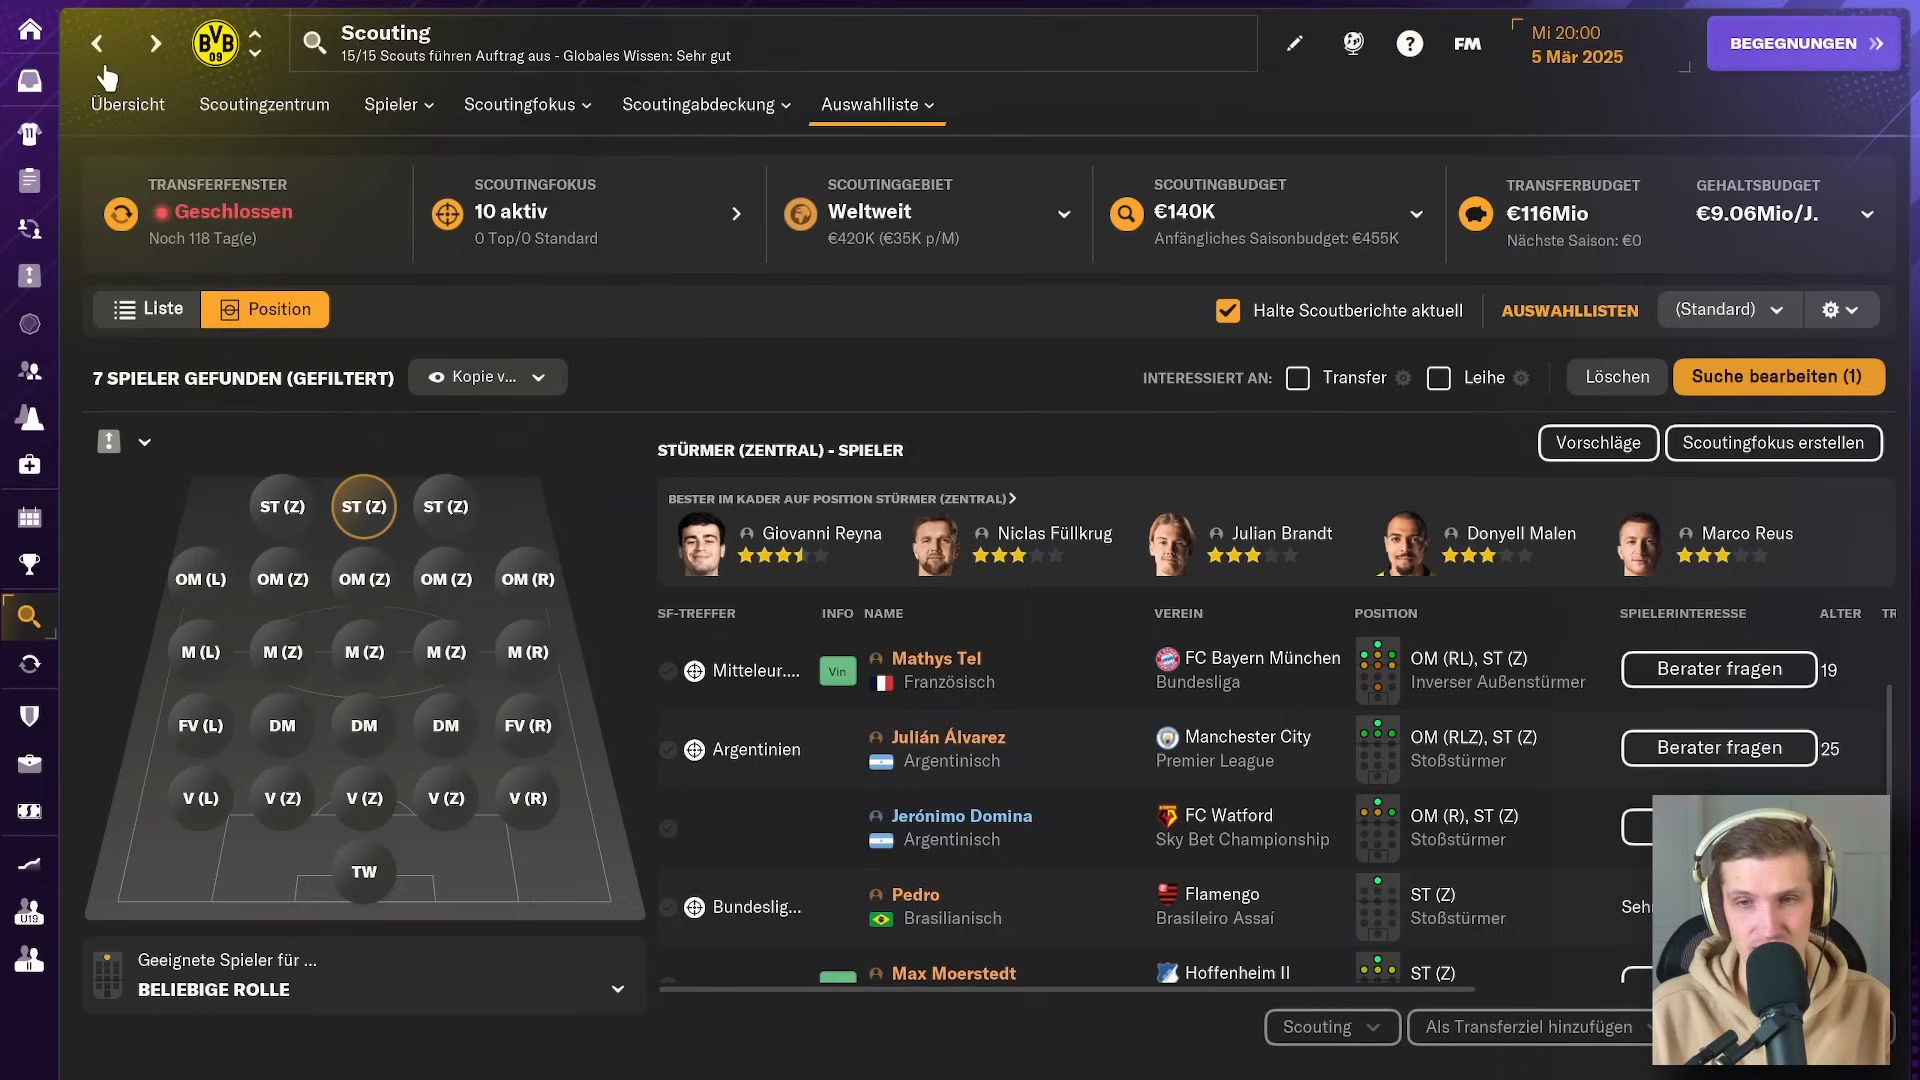 BVB
09
Scouting
15/15 Scouts führen Auftrag aus - Globales Wissen: Sehr gut
FM
Mi 20:00
5 Mär 2025
BEGEGNUNGEN
Übersicht
Scoutingzentrum
Spieler
Scoutingfokus
Scoutingabdeckung
Auswahlliste
TRANSFERFENSTER
Geschlossen
Noch 118 Tag(e)
SCOUTINGFOKUS
10 aktiv
0 Top/0 Standard
SCOUTINGGEBIET
Weltweit
€420K (€35K p/M)
SCOUTINGBUDGET
€140K
Anfängliches Saisonbudget: €455K
TRANSFERBUDGET
€116Mio
Nächste Saison: €0
GEHALTSBUDGET
€9.06Mio/J.
Liste
Position
Halte Scoutberichte aktuell
AUSWAHLLISTEN
(Standard)
7 SPIELER GEFUNDEN (GEFILTERT)
Kopie v...
INTERESSIERT AN:
Transfer
Leihe
Löschen
Suche bearbeiten (1)
STÜRMER (ZENTRAL) - SPIELER
Vorschläge
Scoutingfokus erstellen
BESTER IM KADER AUF POSITION STÜRMER (ZENTRAL)
Giovanni Reyna
Niclas Füllkrug
Julian Brandt
Donyell Malen
Marco Reus
ST (Z) ST (Z) ST (Z)
OM (L) OM (Z) OM (Z) OM (Z) OM (R)
M (L) M (Z) M (Z) M (Z) M (R)
FV (L) DM DM DM FV (R)
V (L) V (Z) V (Z) V (Z) V (R)
TW
Geeignete Spieler für ...
BELIEBIGE ROLLE
SF-TREFFER INFO NAME VEREIN POSITION SPIELERINTERESSE ALTER TR
Mitteleur.... Vin Mathys Tel FC Bayern München OM (RL), ST (Z) Berater fragen 19
Französisch Bundesliga Inverser Außenstürmer
Argentinien Julián Álvarez Manchester City OM (RLZ), ST (Z) Berater fragen 25
Argentinisch Premier League Stoßstürmer
Jerónimo Domina FC Watford OM (R), ST (Z)
Argentinisch Sky Bet Championship Stoßstürmer
Bundeslig... Pedro Flamengo ST (Z)
Brasilianisch Brasileiro Assaí Stoßstürmer
Max Moerstedt Hoffenheim II ST (Z)
Scouting
Als Transferziel hinzufügen
11
U19
II